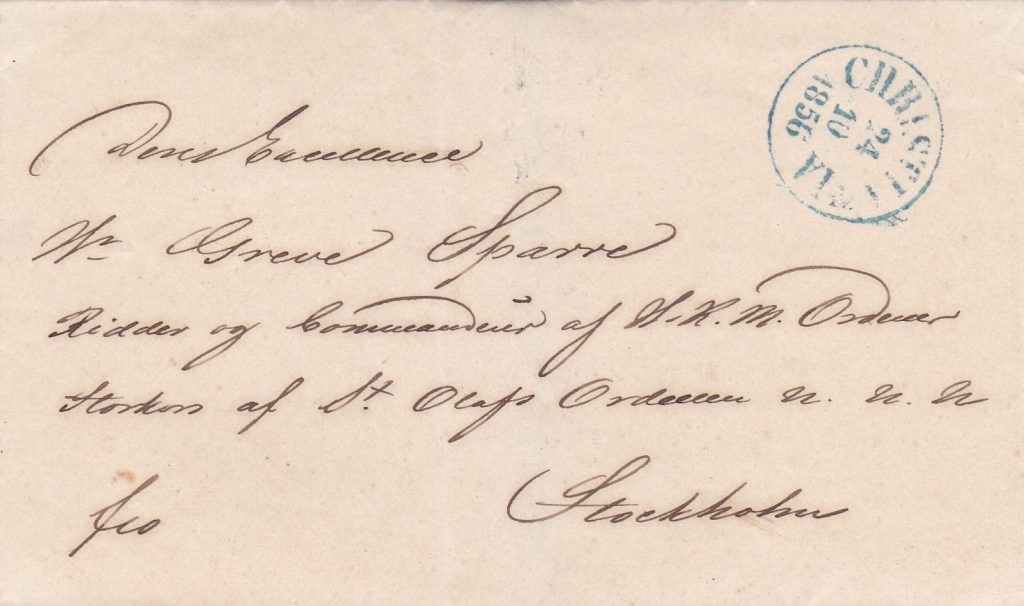 CHRISTIANIA
24
10
1856
Deres Excellence
Hr Greve Sparre
Ridder og Commandeur af H. K. M. Ordener
Storkors af St. Olafs Ordenen
fro
Stockholm